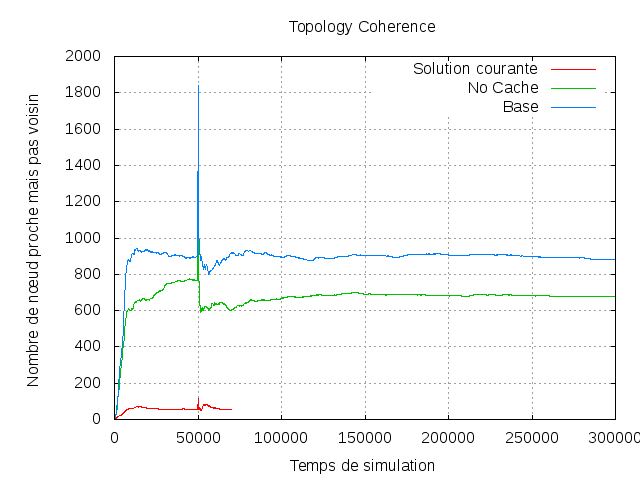 Topology Coherence
Nombre de nœud proche mais pas voisin
2000
1800
1600
1400
1200
1000
800
600
400
200
0
Solution courante
No Cache
Base
0 50000 100000 150000 200000 250000 300000
Temps de simulation